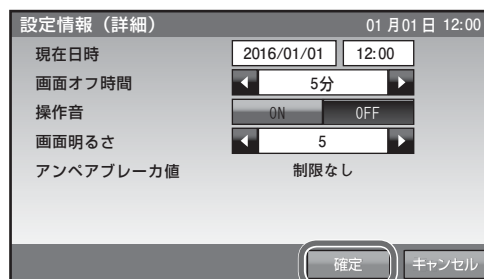 設定情報（詳細） 01月01日 12:00
現在日時 2016/01/01 12:00
画面オフ時間 5分
操作音 ON OFF
画面明るさ 5
アンペアブレーカ値 制限なし
確定 キャンセル